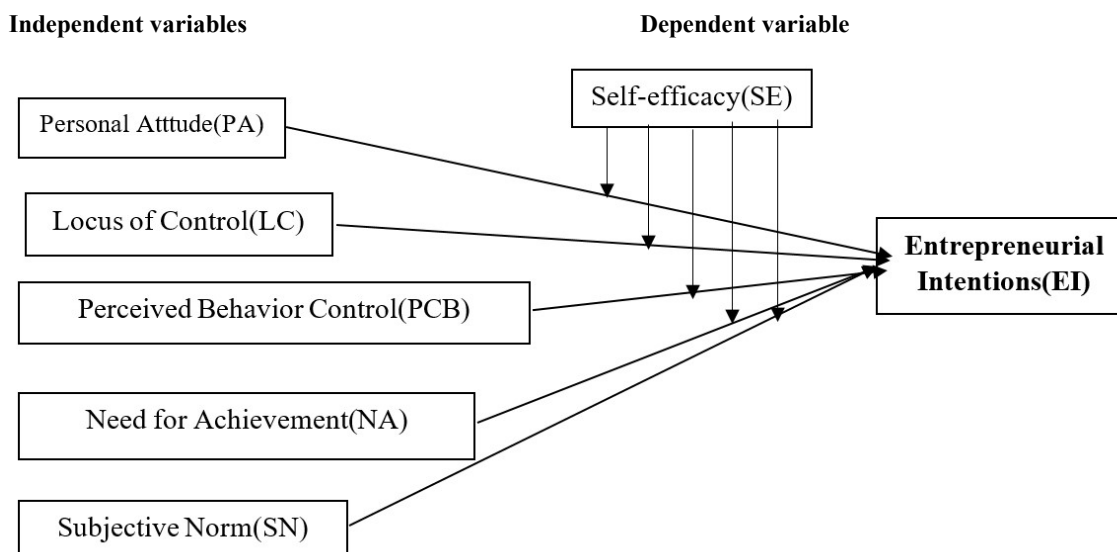 Independent variables
Dependent variable
Self-efficacy(SE)
Personal Atttude(PA)
Locus of Control(LC)
Entrepreneurial
Intentions(EI)
Perceived Behavior Control(PCB)
Need for Achievement(NA)
Subjective Norm(SN)